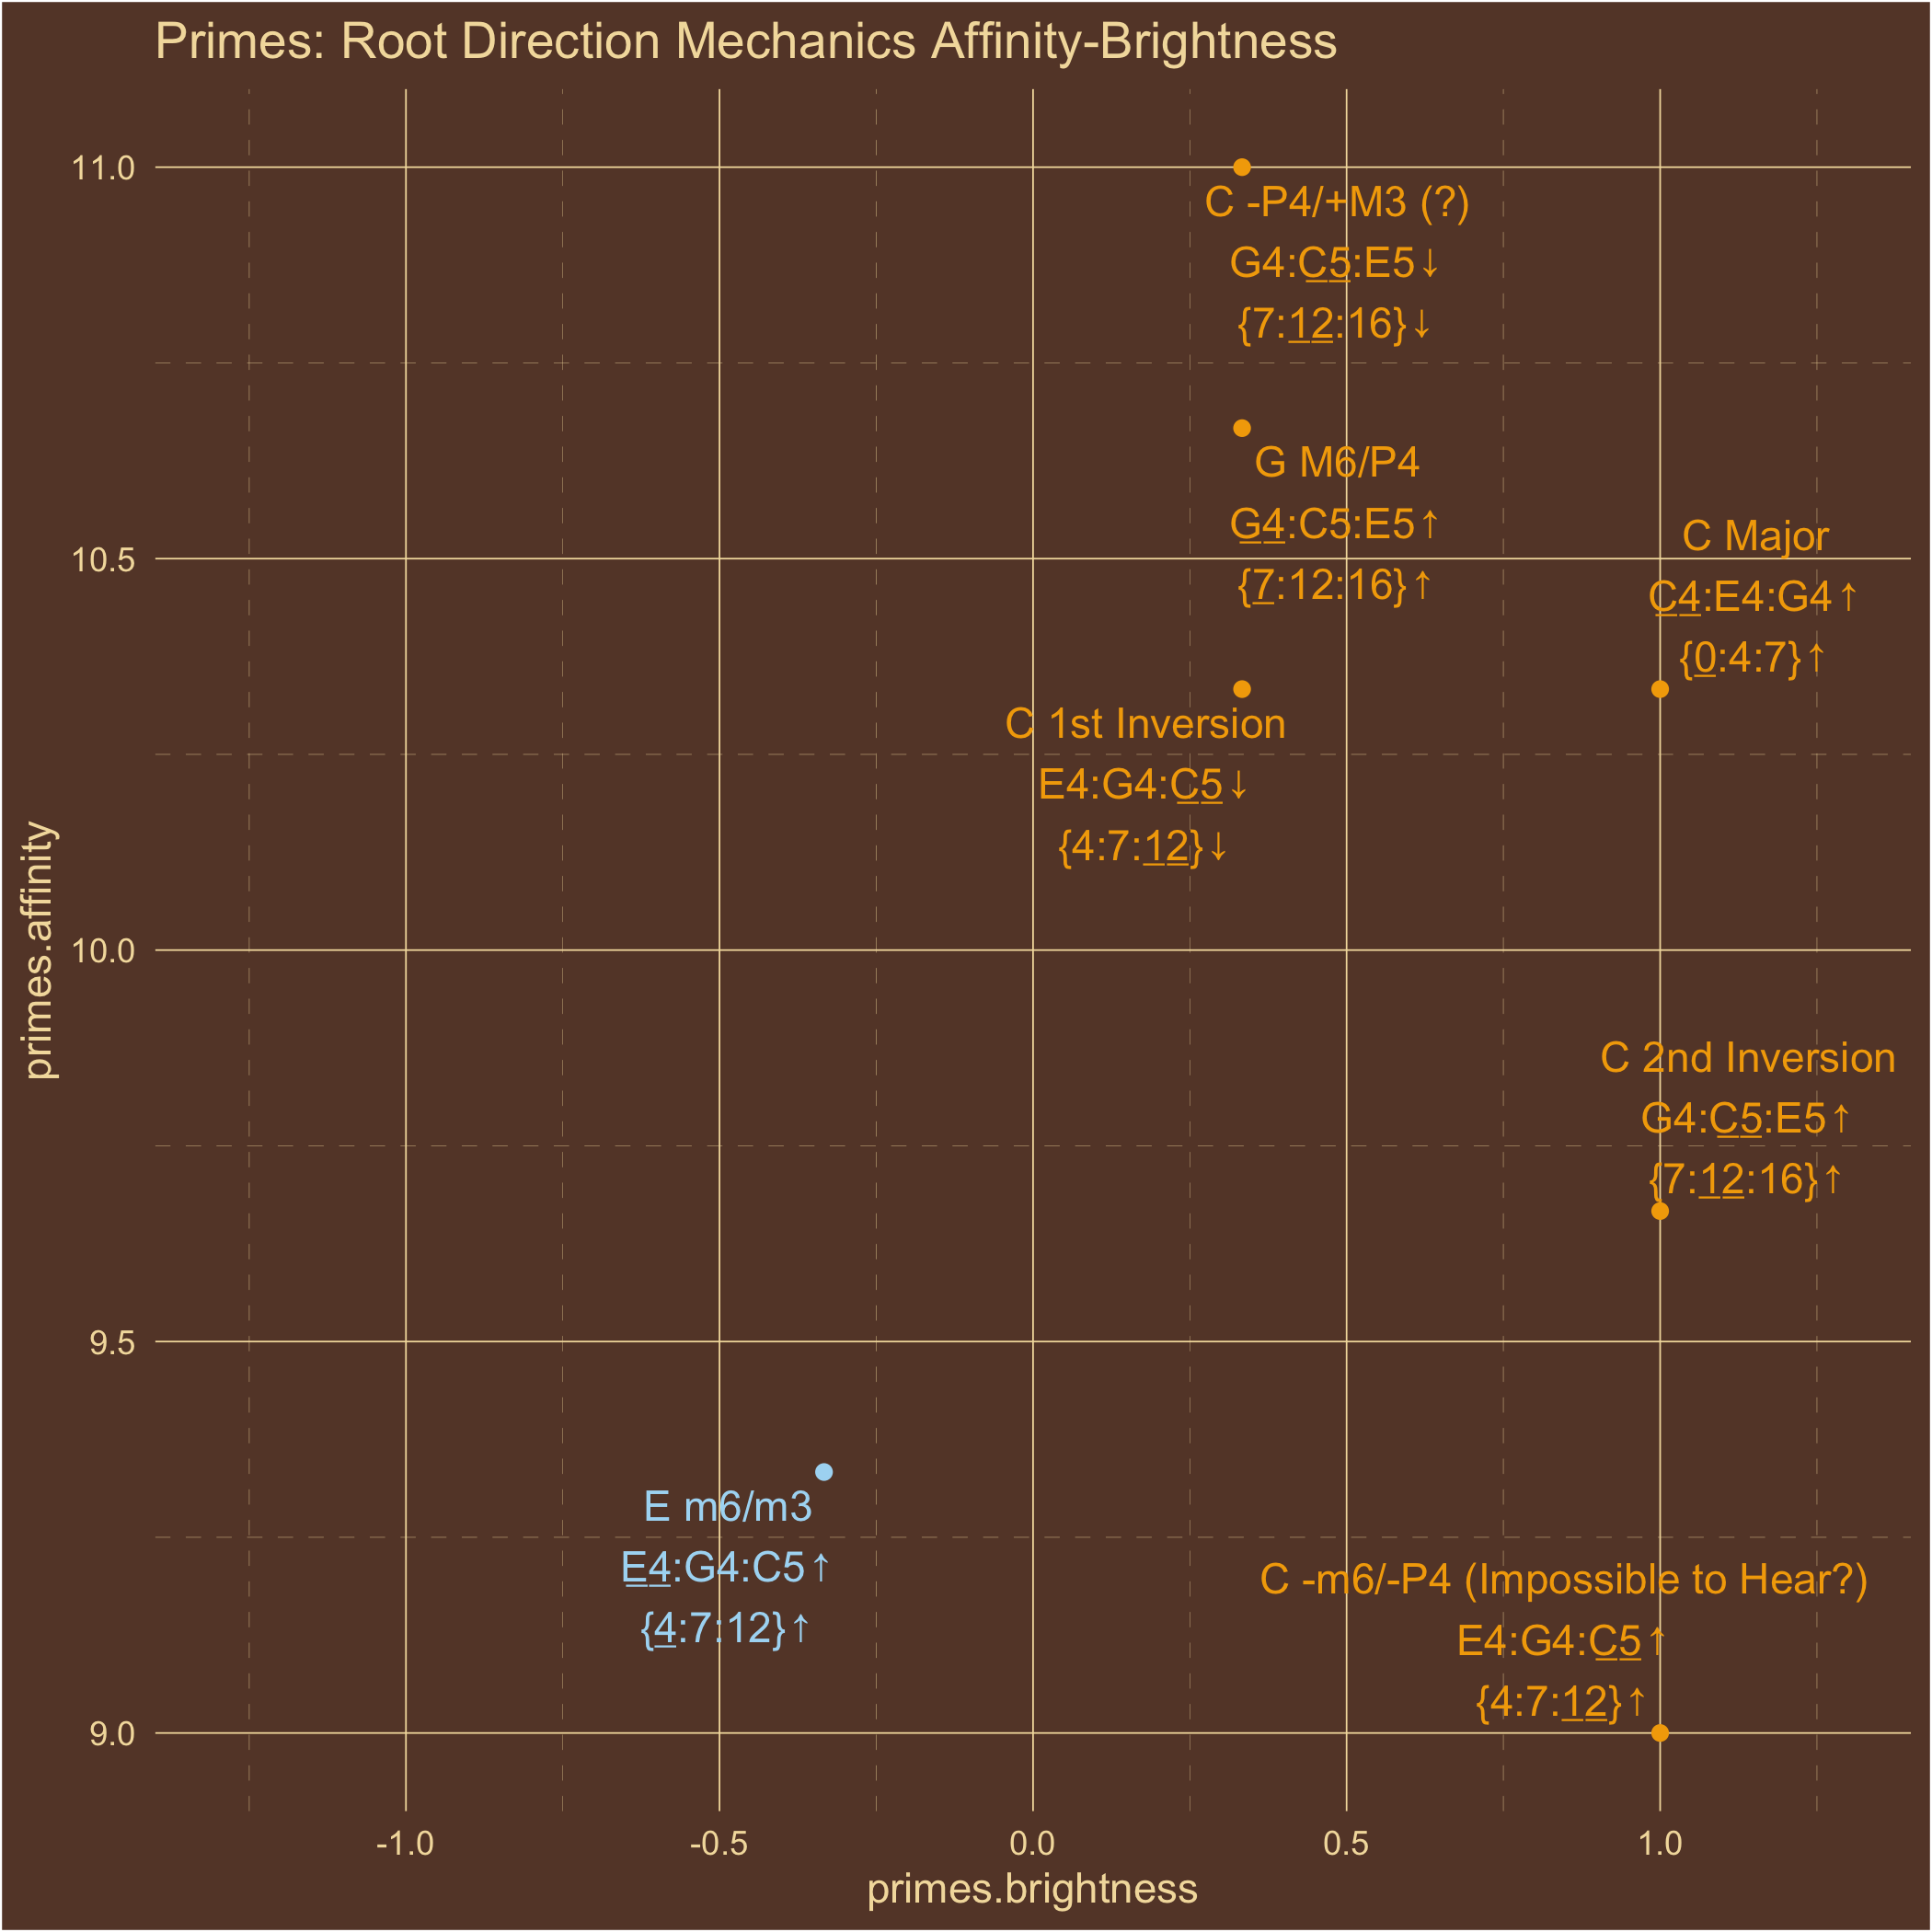 Primes: Root Direction Mechanics Affinity-Brightness
11.0
C -P4/+M3 (?)
G4:C5:E5↓
{7:12:16}↓
G M6/P4
G4:C5:E5↑
{7:12:16}↑
10.5
C Major
C4:E4:G4↑
{0:4:7}↑
C 1st Inversion
E4:G4:C5↓
{4:7:12}↓
10.0
primes.affinity
C 2nd Inversion
G4:C5:E5↑
{7:12:16}↑
9.5
E m6/m3
E4:G4:C5↑
{4:7:12}↑
C -m6/-P4 (Impossible to Hear?)
E4:G4:C5↑
{4:7:12}↑
9.0
-1.0
-0.5
0.0
0.5
1.0
primes.brightness